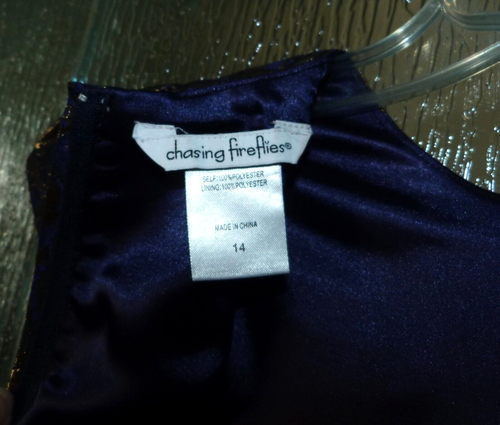 chasing fireflies®
SELF: 100% POLYESTER
LINING: 100% POLYESTER
MADE IN CHINA
14